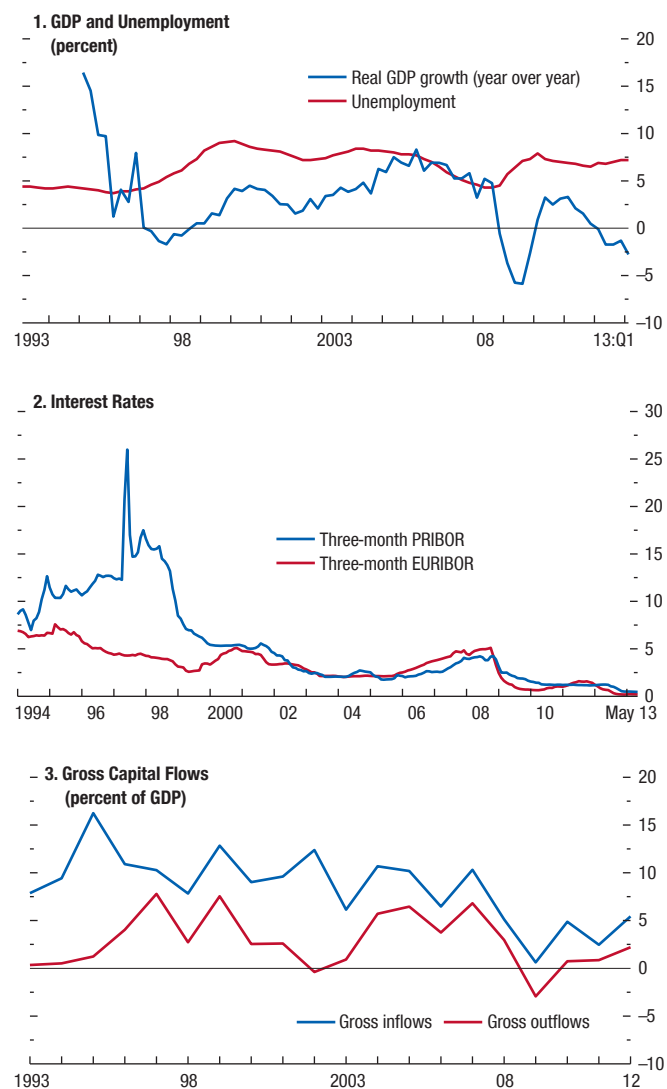 1. GDP and Unemployment
(percent)
Real GDP growth (year over year)
Unemployment
20
15
10
5
0
–5
–10
1993 98 2003 08 13:Q1
2. Interest Rates
Three-month PRIBOR
Three-month EURIBOR
30
25
20
15
10
5
0
1994 96 98 2000 02 04 06 08 10 May 13
3. Gross Capital Flows
(percent of GDP)
20
15
10
5
0
–5
–10
Gross inflows Gross outflows
1993 98 2003 08 12